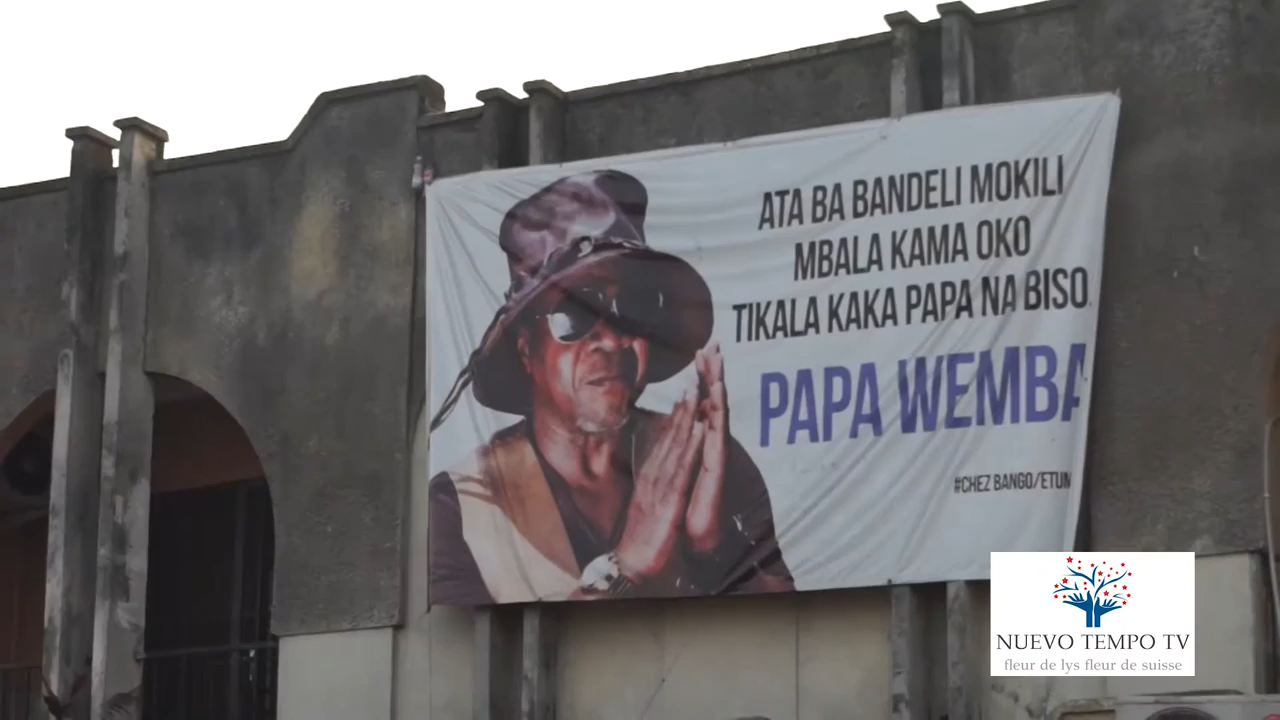 ATA BA BANDELI MOKILI
MBALA KAMA OKO
TIKALA KAKA PAPA NA BISO
PAPA WEMBA
#CHEZ BANGO/ETUM
NUEVO TEMPO TV
fleur de lys fleur de suisse